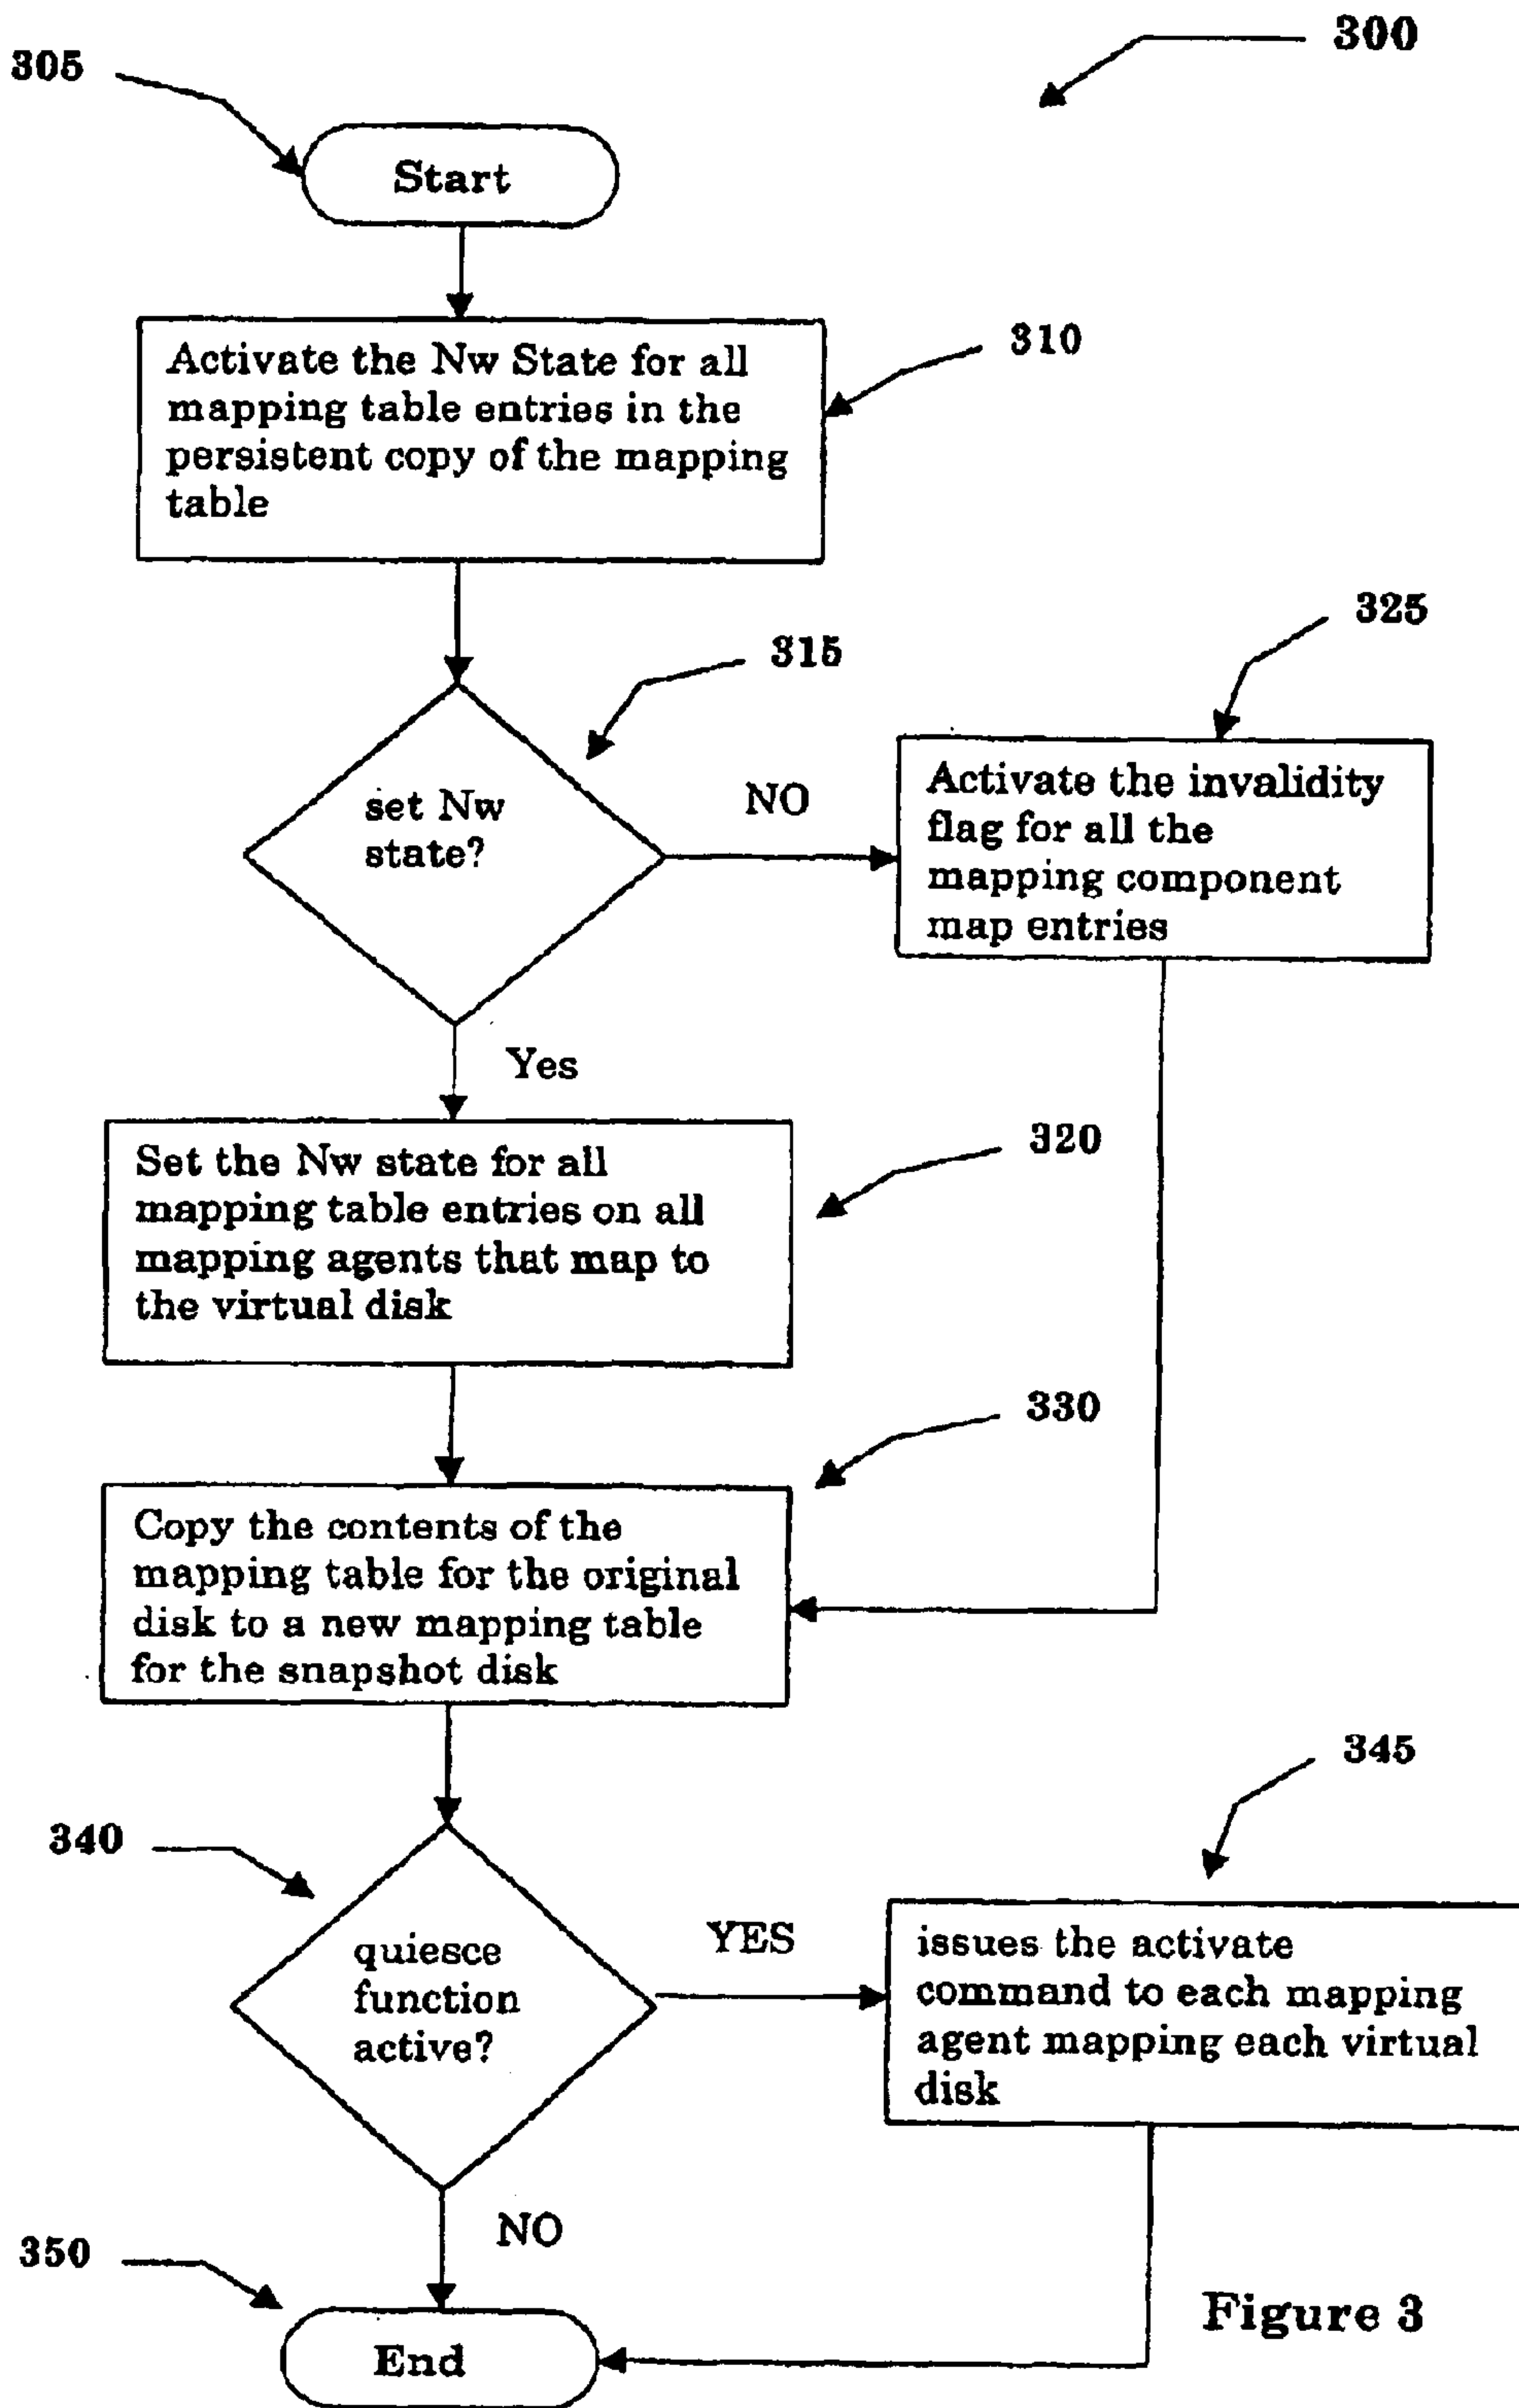 300
305
Start
Activate the Nw State for all
mapping table entries in the
persistent copy of the mapping
table
310
315
set Nw
state?
NO
325
Activate the invalidity
flag for all the
mapping component
map entries
Yes
Set the Nw state for all
mapping table entries on all
mapping agents that map to
the virtual disk
320
330
Copy the contents of the
mapping table for the original
disk to a new mapping table
for the snapshot disk
340
quiesce
function
active?
YES
345
issues the activate
command to each mapping
agent mapping each virtual
disk
NO
350
End
Figure 3